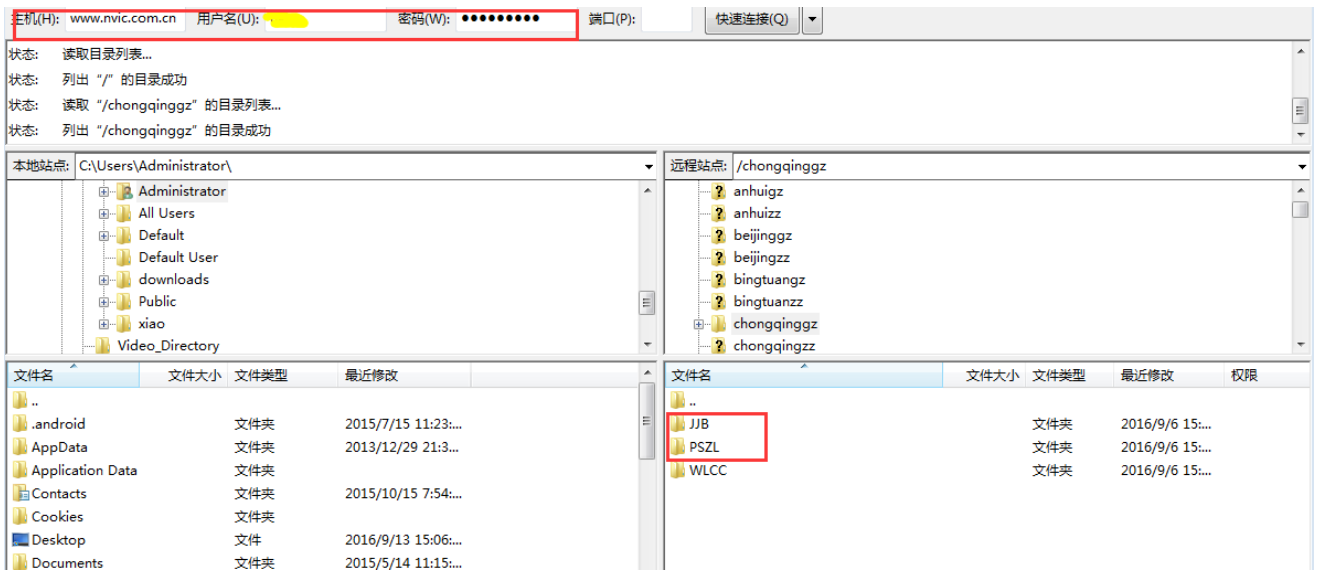 主机(H): www.nvic.com.cn 用户名(U): 密码(W): ●●●●●●●●● 端口(P): 快速连接(Q)
状态: 读取目录列表...
状态: 列出“/”的目录成功
状态: 读取“/chongqinggz”的目录列表...
状态: 列出“/chongqinggz”的目录成功
本地站点: C:\Users\Administrator\
Administrator
All Users
Default
Default User
downloads
Public
xiao
Video_Directory
远程站点: /chongqinggz
anhuigz
anhuizz
beijinggz
beijingzz
bingtuangz
bingtuanzz
chongqinggz
chongqingzz
文件名 文件大小 文件类型 最近修改
..
.android 文件夹 2015/7/15 11:23:...
AppData 文件夹 2013/12/29 21:3...
Application Data 文件夹
Contacts 文件夹 2015/10/15 7:54:...
Cookies 文件夹
Desktop 文件 2016/9/13 15:06:...
Documents 文件夹 2015/5/14 11:15:...
文件名 文件大小 文件类型 最近修改 权限
..
JJB 文件夹 2016/9/6 15:...
PSZL 文件夹 2016/9/6 15:...
WLCC 文件夹 2016/9/6 15:...